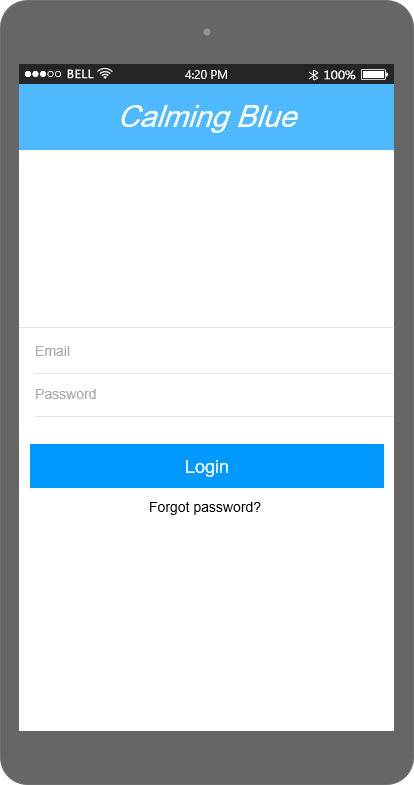 BELL 4:20 PM 100%
Calming Blue
Email
Password
Login
Forgot password?